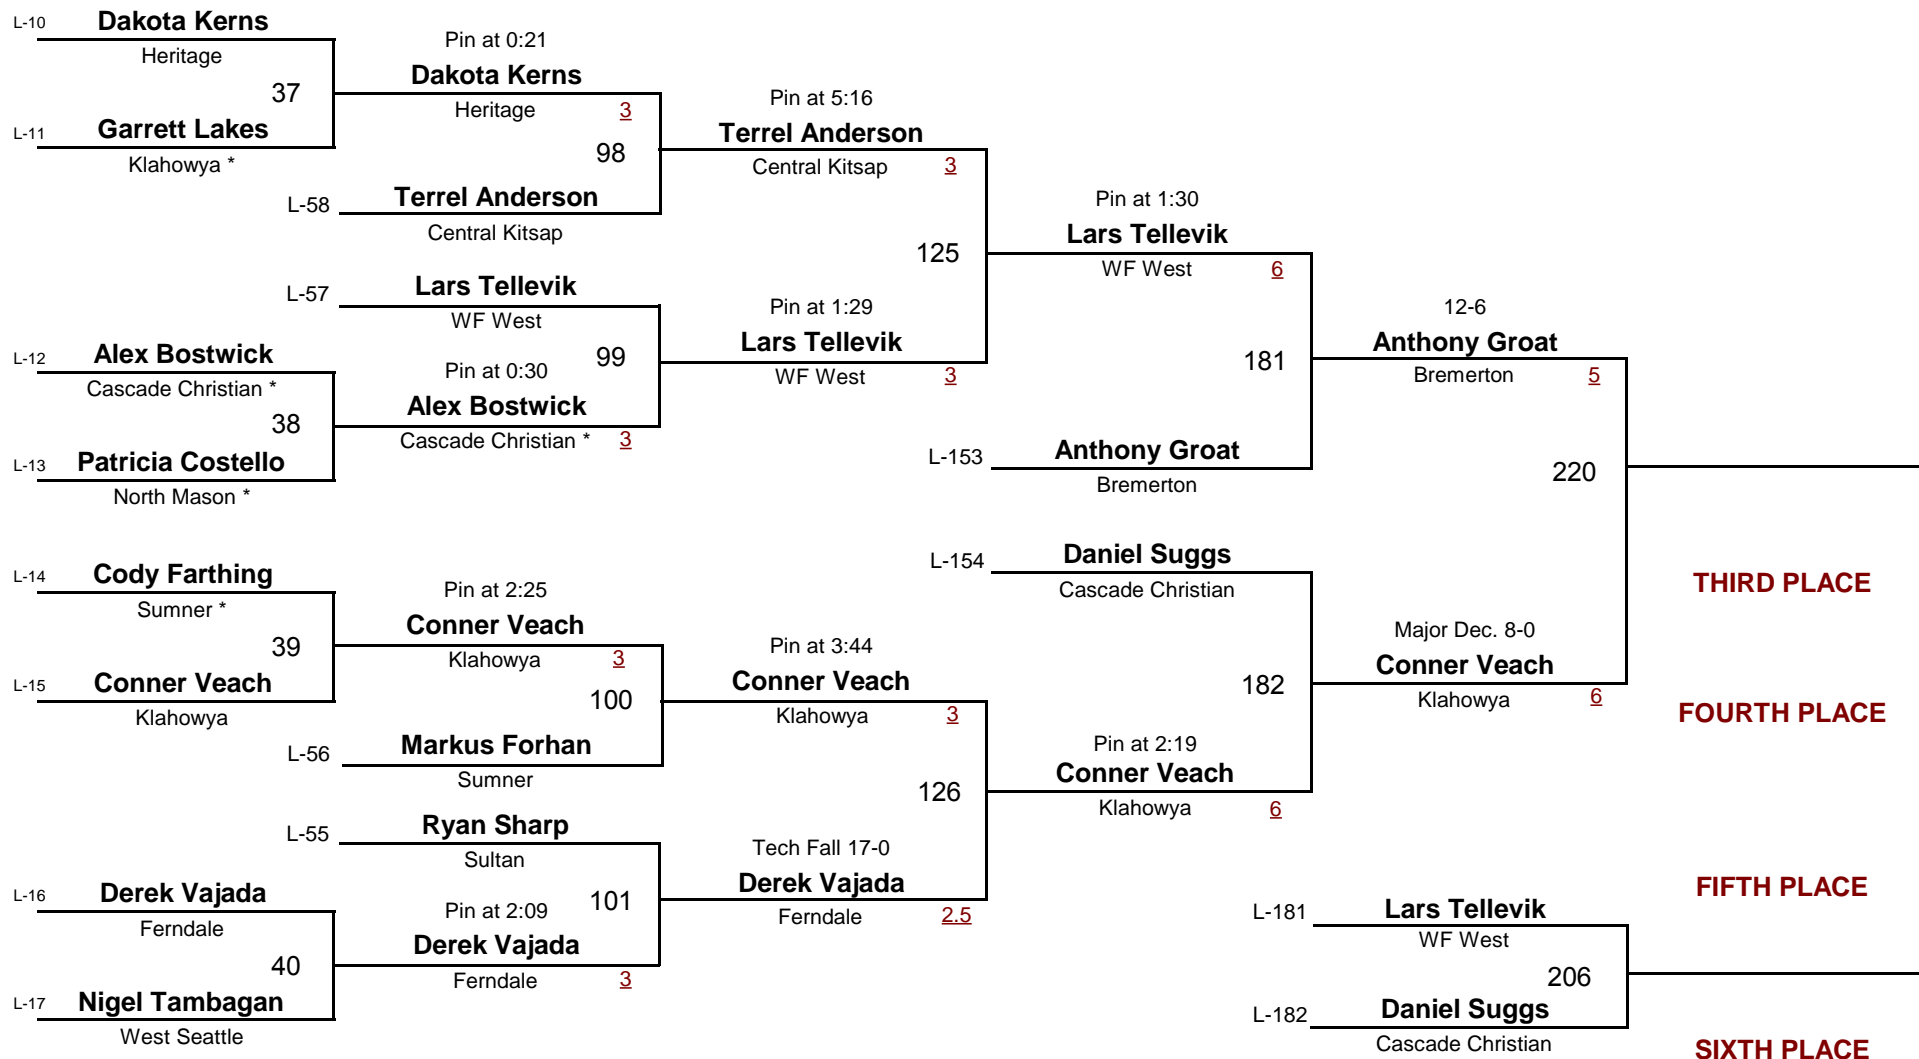 L-10 Dakota Kerns
Heritage
37
L-11 Garrett Lakes
Klahowya *
Pin at 0:21
Dakota Kerns
Heritage 3
98
L-58 Terrel Anderson
Central Kitsap
Pin at 5:16
Terrel Anderson
Central Kitsap 3
125
L-57 Lars Tellevik
WF West
99
L-12 Alex Bostwick
Cascade Christian *
38
L-13 Patricia Costello
North Mason *
Pin at 0:30
Alex Bostwick
Cascade Christian * 3
Pin at 1:29
Lars Tellevik
WF West 3
Pin at 1:30
Lars Tellevik
WF West 6
181
L-153 Anthony Groat
Bremerton
12-6
Anthony Groat
Bremerton 5
220
L-14 Cody Farthing
Sumner *
39
L-15 Conner Veach
Klahowya
Pin at 2:25
Conner Veach
Klahowya 3
100
L-56 Markus Forhan
Sumner
Pin at 3:44
Conner Veach
Klahowya 3
126
L-55 Ryan Sharp
Sultan
101
L-16 Derek Vajada
Ferndale
40
L-17 Nigel Tambagan
West Seattle
Pin at 2:09
Derek Vajada
Ferndale 3
Tech Fall 17-0
Derek Vajada
Ferndale 2.5
L-154 Daniel Suggs
Cascade Christian
182
Pin at 2:19
Conner Veach
Klahowya 6
Major Dec. 8-0
Conner Veach
Klahowya 6
THIRD PLACE
FOURTH PLACE
L-181 Lars Tellevik
WF West
206
L-182 Daniel Suggs
Cascade Christian
FIFTH PLACE
SIXTH PLACE